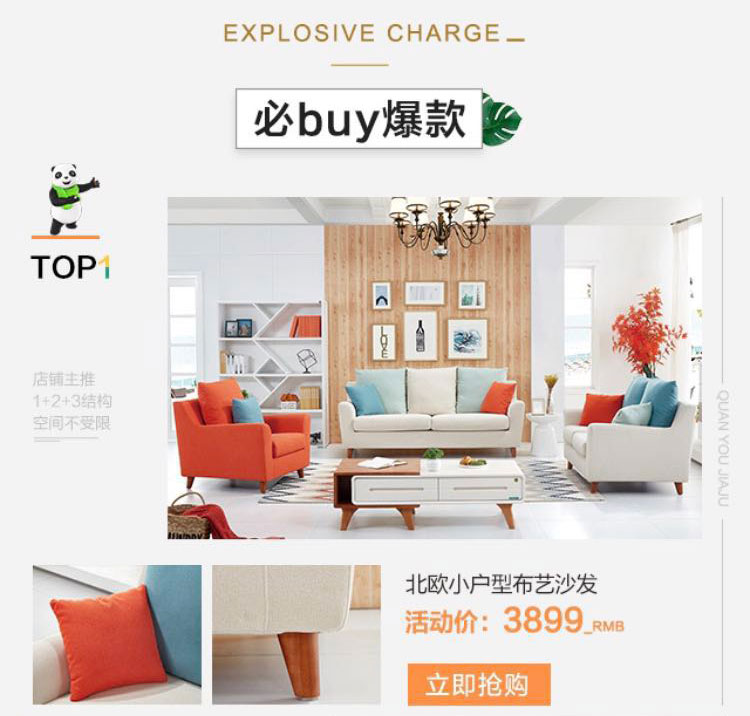 EXPLOSIVE CHARGE_
必buy爆款
TOP1
店铺主推
1+2+3结构
空间不受限
LOVE
QUAN YOU JIAJU
北欧小户型布艺沙发
活动价：3899_RMB
立即抢购